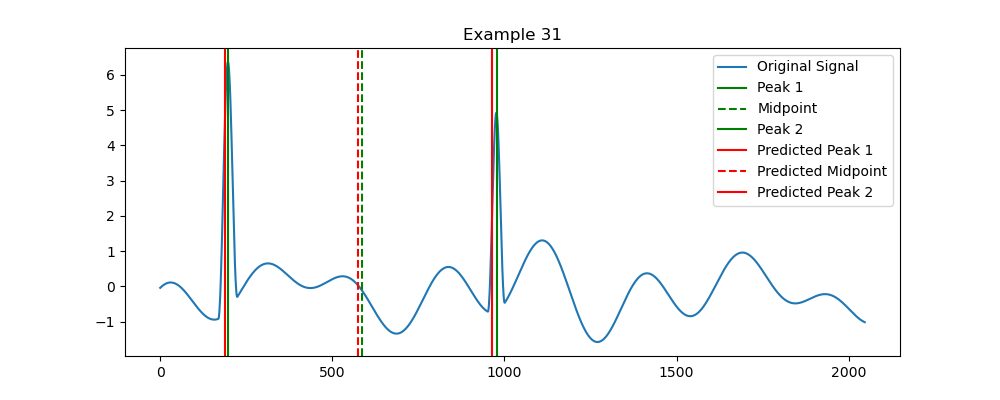 Example 31
Original Signal
Peak 1
Midpoint
Peak 2
Predicted Peak 1
Predicted Midpoint
Predicted Peak 2
6
5
4
3
2
1
0
−1
0 500 1000 1500 2000